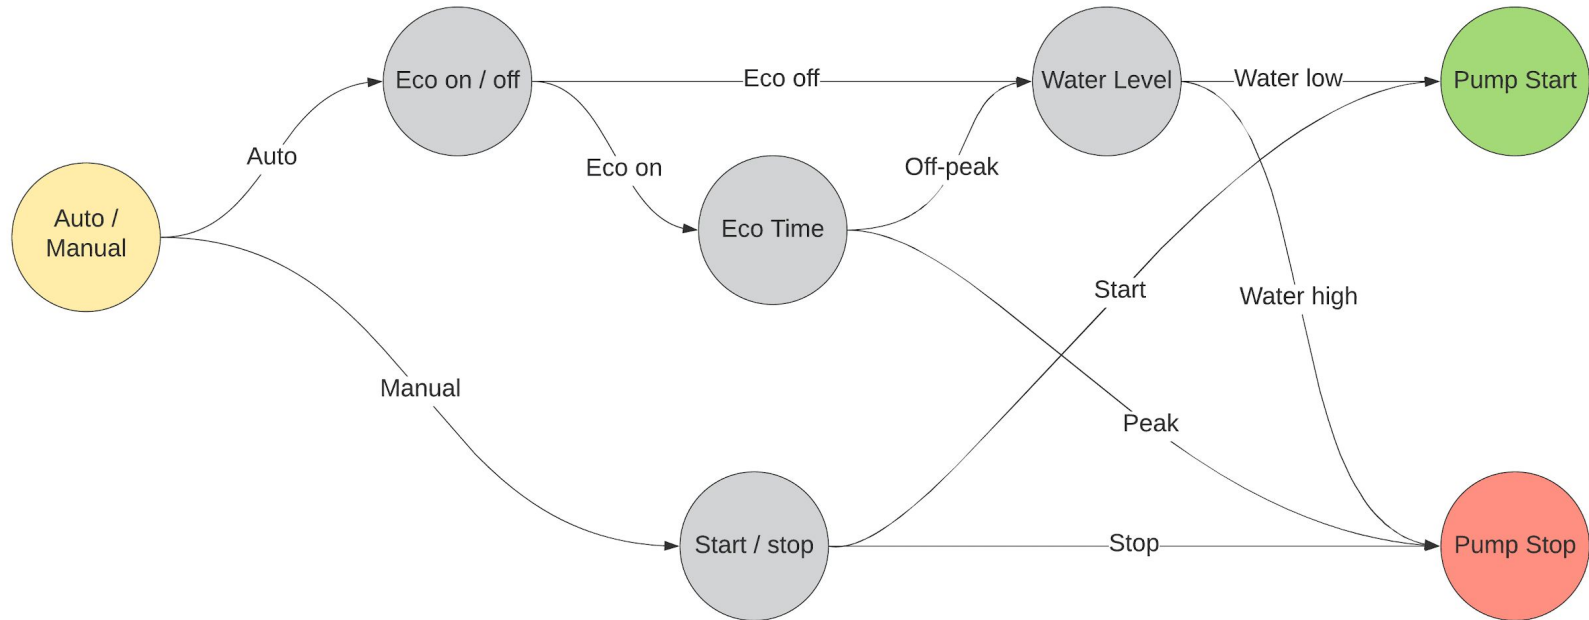 Eco on / off
Eco off
Water Level
Water low
Pump Start
Auto
Eco on
Off-peak
Auto /
Manual
Eco Time
Start
Water high
Manual
Peak
Start / stop
Stop
Pump Stop